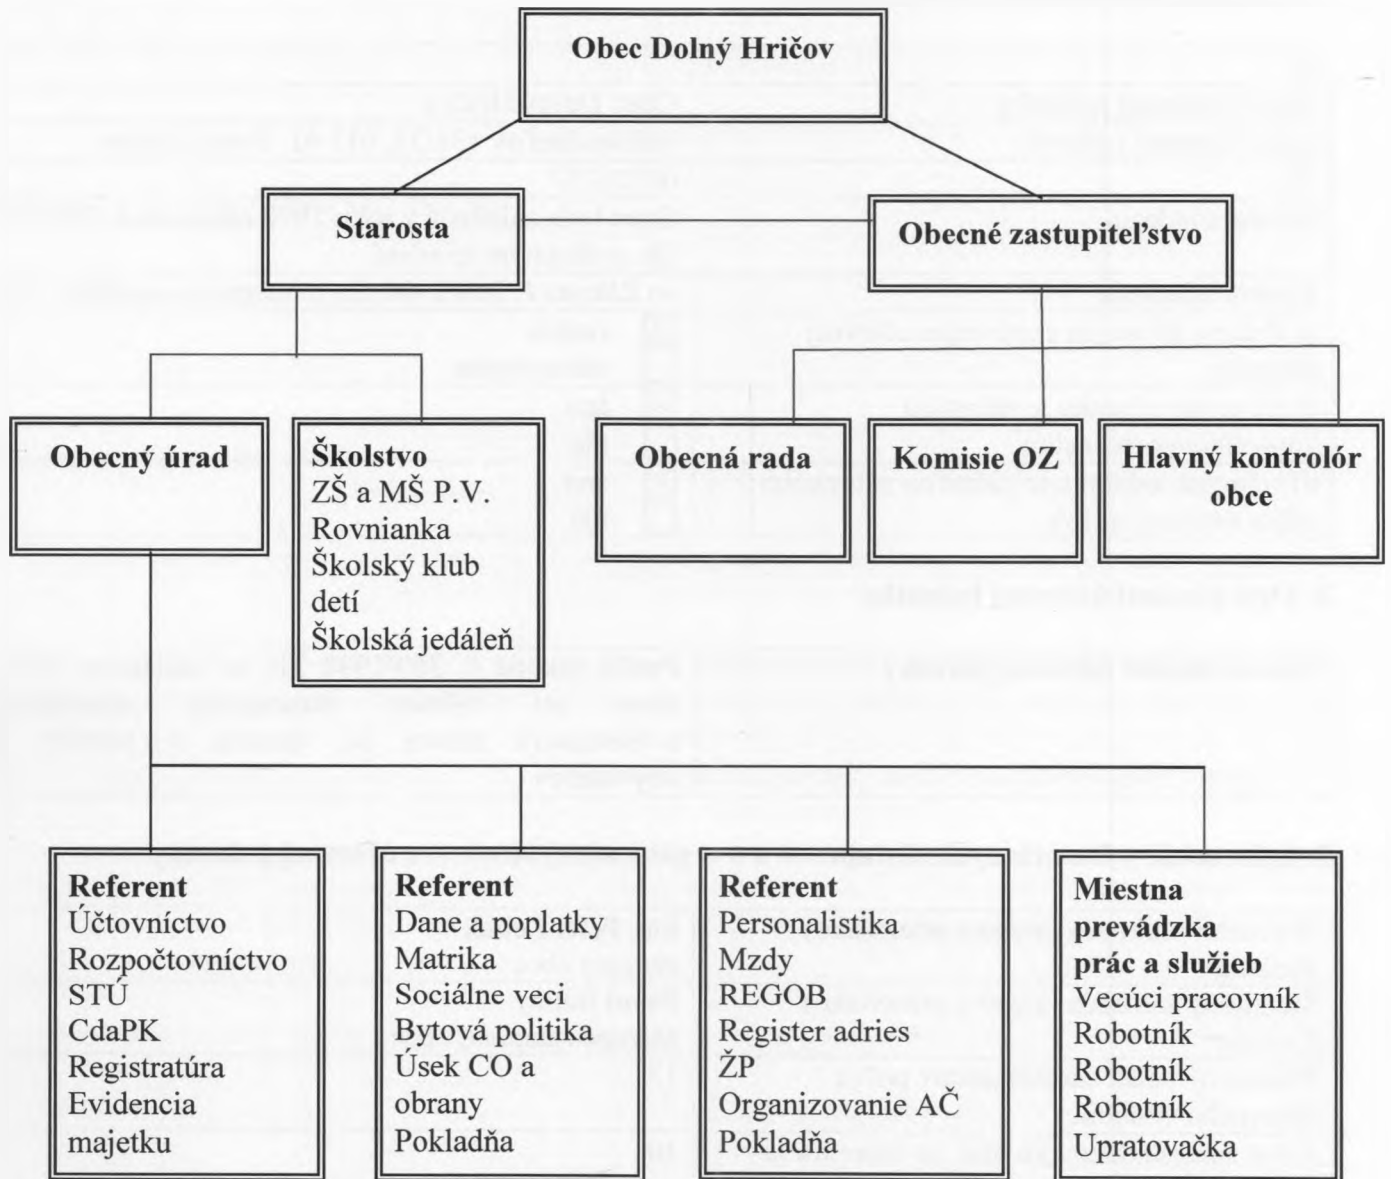 Obec Dolný Hričov
Starosta
Obecné zastupiteľstvo
Obecný úrad
Školstvo
ZŠ a MŠ P.V.
Rovnianka
Školský klub
detí
Školská jedáleň
Obecná rada
Komisie OZ
Hlavný kontrolór
obce
Referent
Účtovníctvo
Rozpočtovníctvo
STÚ
CdaPK
Registratúra
Evidencia
majetku
Referent
Dane a poplatky
Matrika
Sociálne veci
Bytová politika
Úsek CO a
obrany
Pokladňa
Referent
Personalistika
Mzdy
REGOB
Register adries
ŽP
Organizovanie AČ
Pokladňa
Miestna
prevádzka
prác a služieb
Vecúci pracovník
Robotník
Robotník
Robotník
Upratovačka